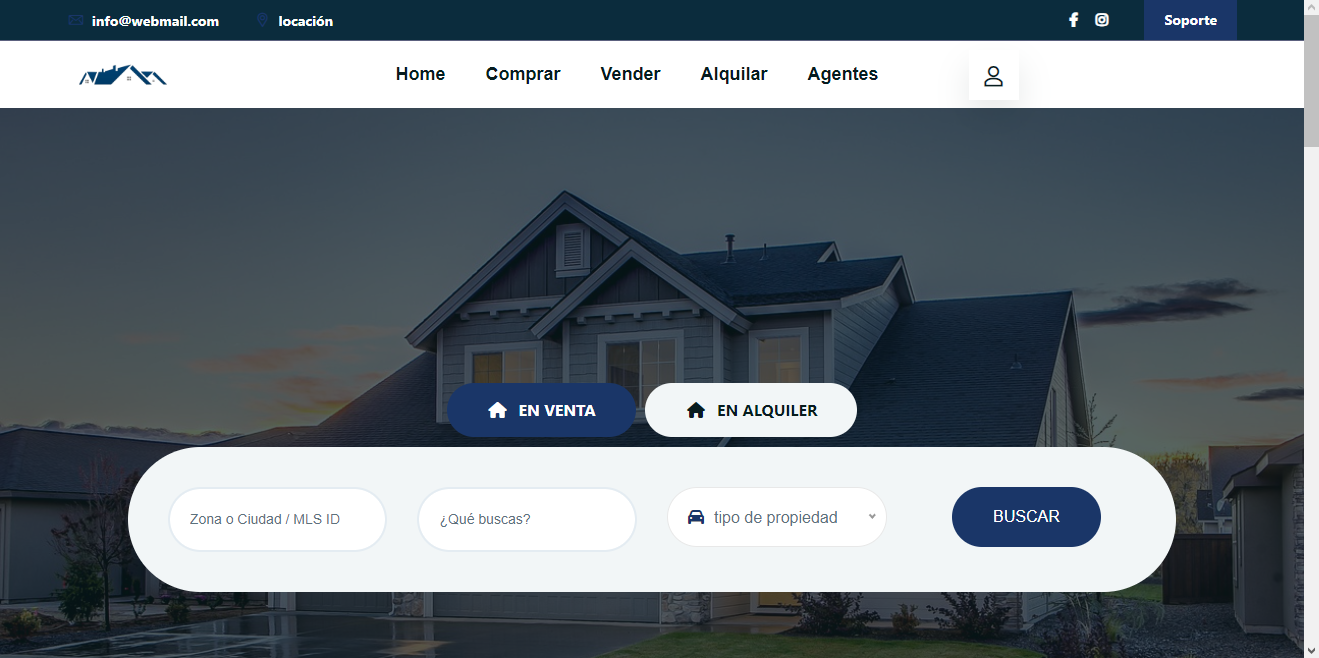 info@webmail.com
locación
Soporte
Home
Comprar
Vender
Alquilar
Agentes
EN VENTA
EN ALQUILER
Zona o Ciudad / MLS ID
¿Qué buscas?
tipo de propiedad
BUSCAR